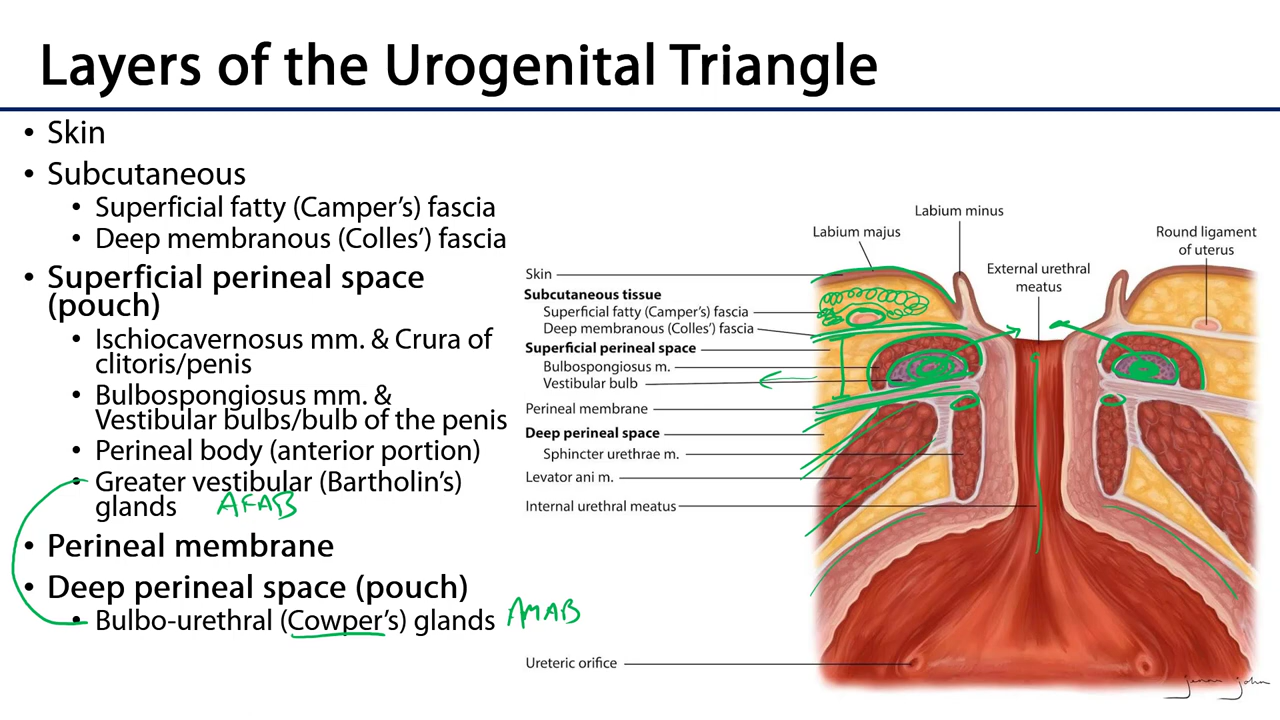 Layers of the Urogenital Triangle
• Skin
• Subcutaneous
• Superficial fatty (Camper's) fascia
• Deep membranous (Colles') fascia
• Superficial perineal space
(pouch)
• Ischiocavernosus mm. & Crura of
clitoris/penis
• Bulbospongiosus mm. &
Vestibular bulbs/bulb of the penis
• Perineal body (anterior portion)
• Greater vestibular (Bartholin's)
glands AFAB
• Perineal membrane
• Deep perineal space (pouch)
• Bulbo-urethral (Cowper's) glands AMAB
Labium minus
Labium majus
Round ligament
of uterus
External urethral
meatus
Skin
Subcutaneous tissue
Superficial fatty (Camper's) fascia
Deep membranous (Colles') fascia
Superficial perineal space
Bulbospongiosus m.
Vestibular bulb
Perineal membrane
Deep perineal space
Sphincter urethrae m.
Levator ani m.
Internal urethral meatus
Ureteric orifice
john